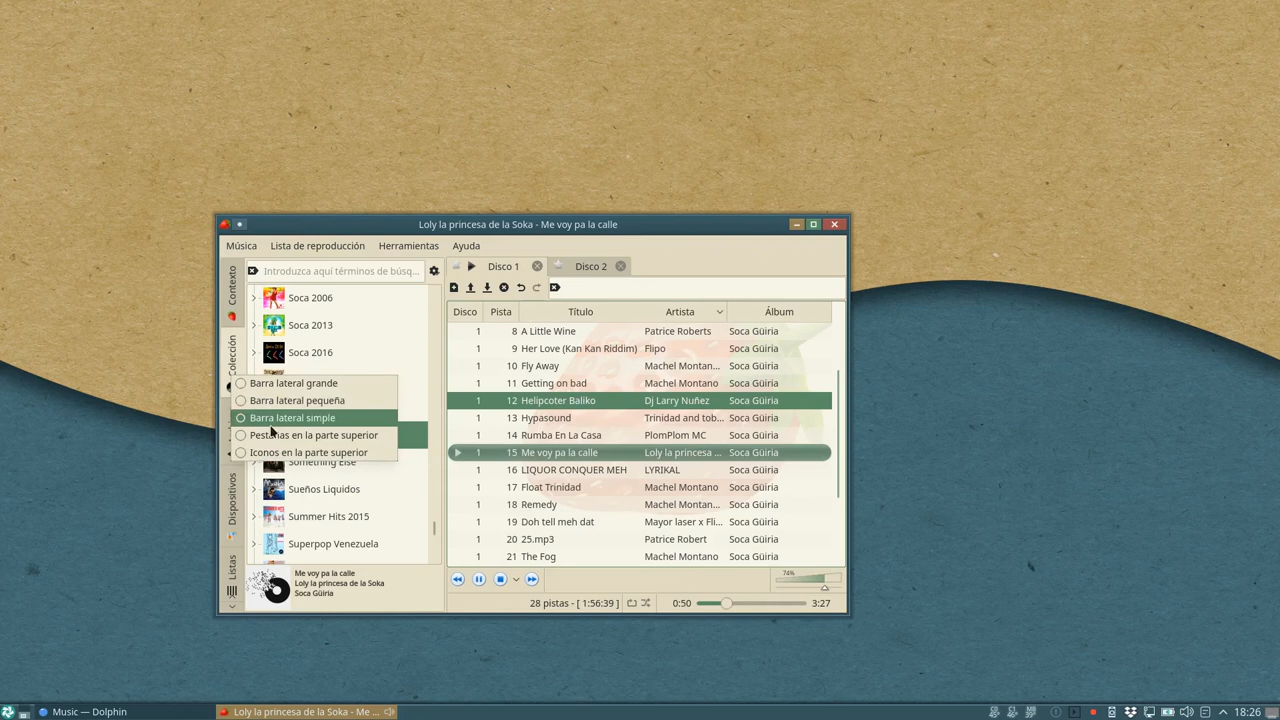 Loly la princesa de la Soka - Me voy pa la calle
Música Lista de reproducción Herramientas Ayuda
Contexto
Colección
Dispositivos
Listas
Introduzca aquí términos de búsq...
Soca 2006
Soca 2013
Soca 2016
Barra lateral grande
Barra lateral pequeña
Barra lateral simple
Pestañas en la parte superior
Iconos en la parte superior
Something Else
Sueños Liquidos
Summer Hits 2015
Superpop Venezuela
Me voy pa la calle
Loly la princesa de la Soka
Soca Güiria
Disco 1 Disco 2
Disco Pista Título Artista Álbum
1 8 A Little Wine Patrice Roberts Soca Güiria
1 9 Her Love (Kan Kan Riddim) Flipo Soca Güiria
1 10 Fly Away Machel Montan... Soca Güiria
1 11 Getting on bad Machel Montano Soca Güiria
1 12 Helipcoter Baliko Dj Larry Nuñez Soca Güiria
1 13 Hypasound Trinidad and tob... Soca Güiria
1 14 Rumba En La Casa PlomPlom MC Soca Güiria
1 15 Me voy pa la calle Loly la princesa ... Soca Güiria
1 16 LIQUOR CONQUER MEH LYRIKAL Soca Güiria
1 17 Float Trinidad Machel Montano Soca Güiria
1 18 Remedy Machel Montan... Soca Güiria
1 19 Doh tell meh dat Mayor laser x Fli... Soca Güiria
1 20 25.mp3 Patrice Robert Soca Güiria
1 21 The Fog Machel Montano Soca Güiria
74%
28 pistas - [ 1:56:39 ] 0:50 3:27
Music — Dolphin Loly la princesa de la Soka - Me ... 18:26